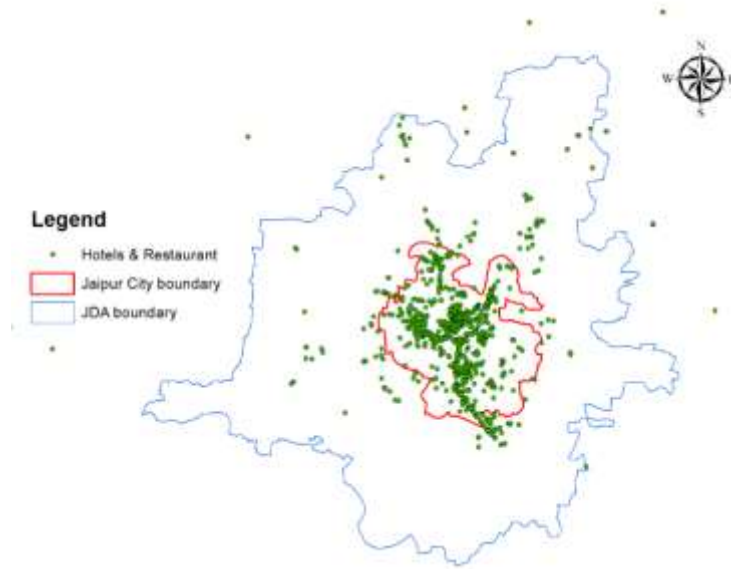 N
W
E
S
Legend
Hotels & Restaurant
Jaipur City boundary
JDA boundary